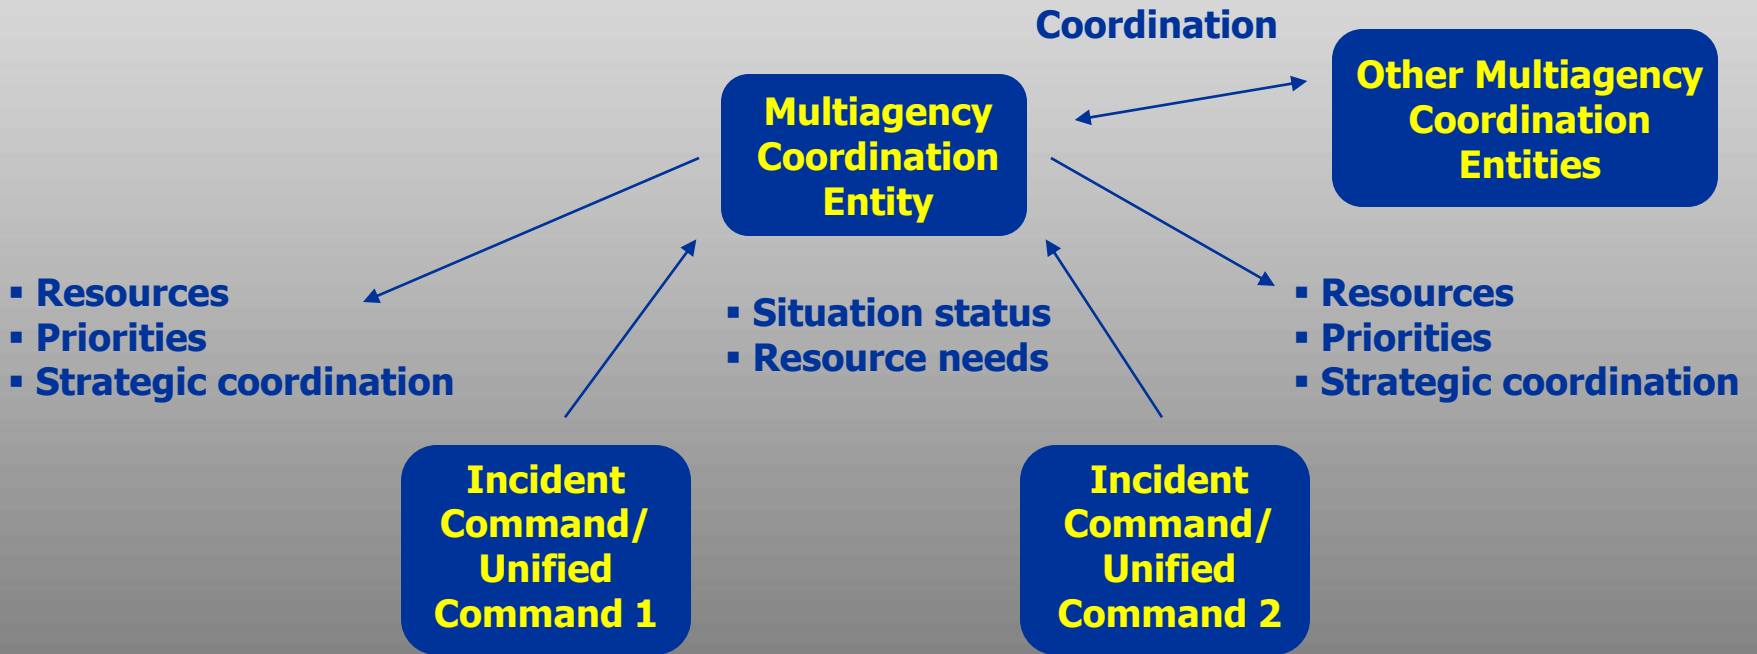 Coordination
Other Multiagency
Coordination
Entities
Multiagency
Coordination
Entity
▪ Resources
▪ Priorities
▪ Strategic coordination
▪ Situation status
▪ Resource needs
▪ Resources
▪ Priorities
▪ Strategic coordination
Incident
Command/
Unified
Command 1
Incident
Command/
Unified
Command 2